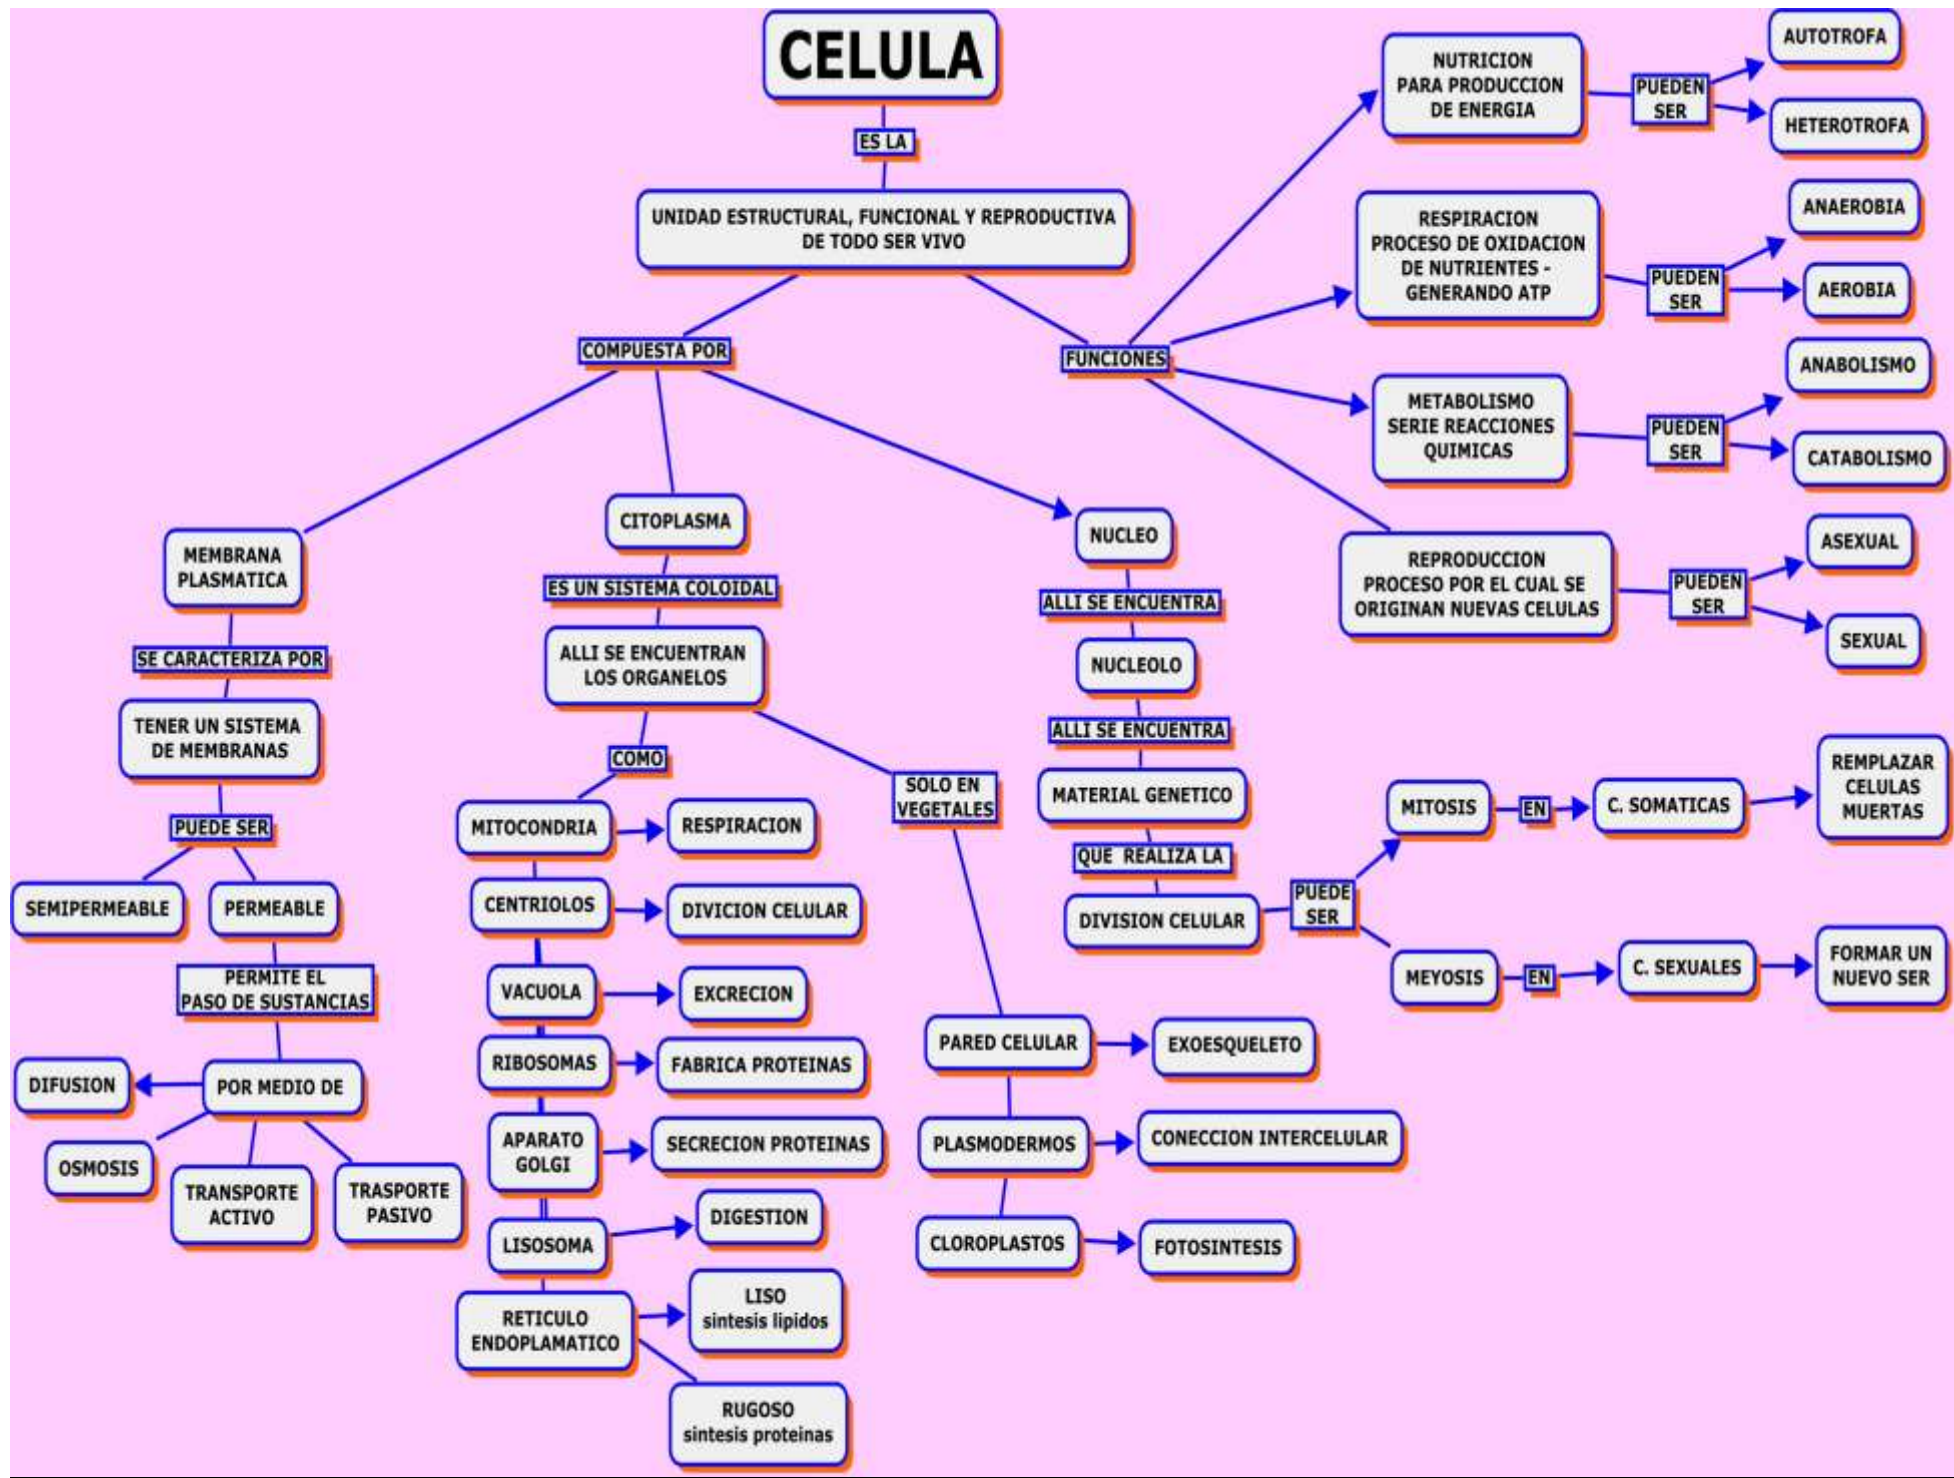 CELULA
ES LA
UNIDAD ESTRUCTURAL, FUNCIONAL Y REPRODUCTIVA
DE TODO SER VIVO
COMPUESTA POR
MEMBRANA
PLASMATICA
SE CARACTERIZA POR
TENER UN SISTEMA
DE MEMBRANAS
PUEDE SER
SEMIPERMEABLE
PERMEABLE
PERMITE EL
PASO DE SUSTANCIAS
POR MEDIO DE
DIFUSION
OSMOSIS
TRANSPORTE
ACTIVO
TRASPORTE
PASIVO
CITOPLASMA
ES UN SISTEMA COLOIDAL
ALLI SE ENCUENTRAN
LOS ORGANELOS
COMO
MITOCONDRIA
RESPIRACION
CENTRIOLOS
DIVICION CELULAR
VACUOLA
EXCRECION
RIBOSOMAS
FABRICA PROTEINAS
APARATO
GOLGI
SECRECION PROTEINAS
LISOSOMA
DIGESTION
RETICULO
ENDOPLAMATICO
LISO
sintesis lipidos
RUGOSO
sintesis proteinas
SOLO EN
VEGETALES
PARED CELULAR
EXOESQUELETO
PLASMODERMOS
CONECCION INTERCELULAR
CLOROPLASTOS
FOTOSINTESIS
NUCLEO
ALLI SE ENCUENTRA
NUCLEOLO
ALLI SE ENCUENTRA
MATERIAL GENETICO
QUE REALIZA LA
DIVISION CELULAR
PUEDE
SER
MITOSIS
EN
C. SOMATICAS
REMPLAZAR
CELULAS
MUERTAS
MEYOSIS
EN
C. SEXUALES
FORMAR UN
NUEVO SER
FUNCIONES
NUTRICION
PARA PRODUCCION
DE ENERGIA
PUEDEN
SER
AUTOTROFA
HETEROTROFA
RESPIRACION
PROCESO DE OXIDACION
DE NUTRIENTES -
GENERANDO ATP
PUEDEN
SER
ANAEROBIA
AEROBIA
METABOLISMO
SERIE REACCIONES
QUIMICAS
PUEDEN
SER
ANABOLISMO
CATABOLISMO
REPRODUCCION
PROCESO POR EL CUAL SE
ORIGINAN NUEVAS CELULAS
PUEDEN
SER
ASEXUAL
SEXUAL